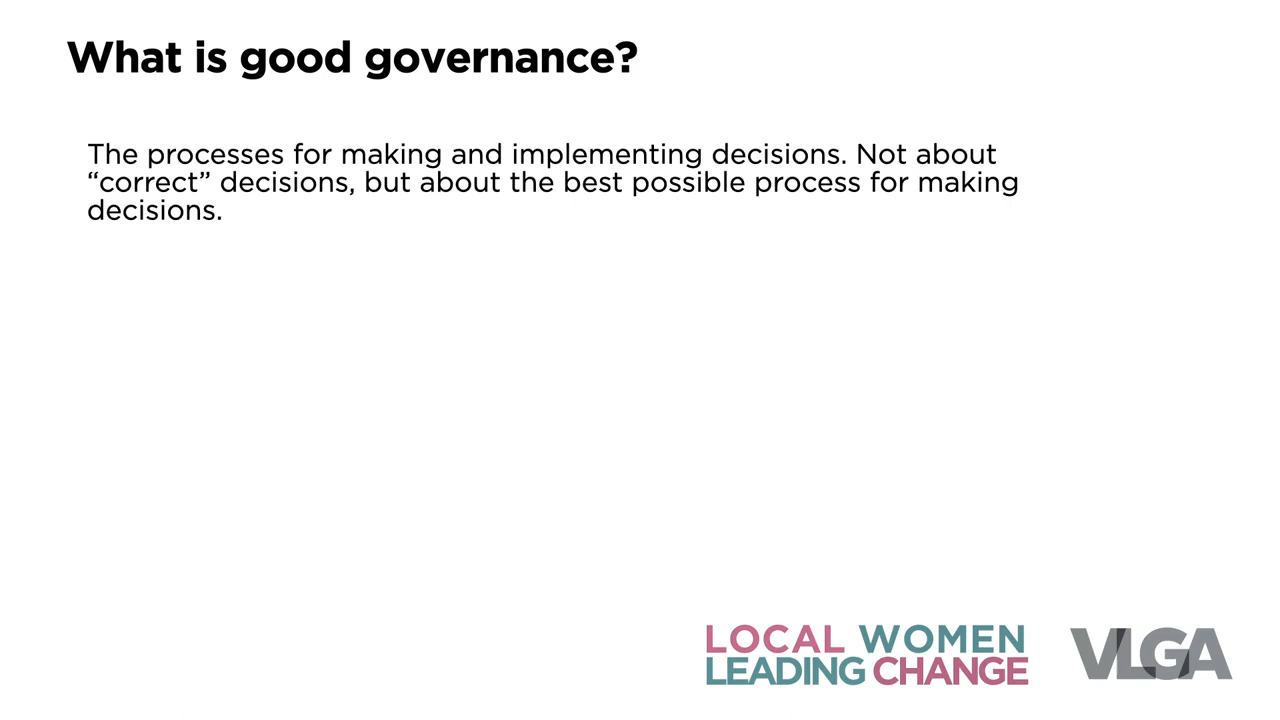 What is good governance?
The processes for making and implementing decisions. Not about
“correct” decisions, but about the best possible process for making
decisions.
LOCAL WOMEN
LEADING CHANGE
VLGA